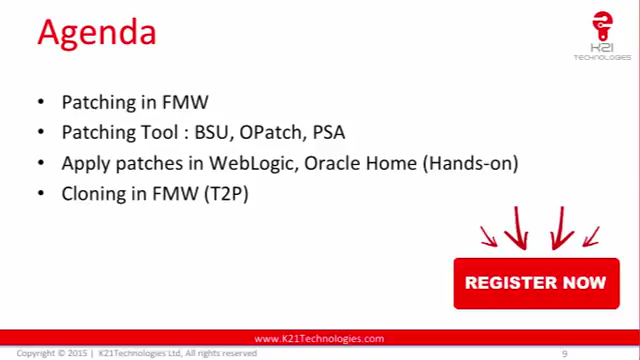 Agenda
K21
TECHNOLOGIES
• Patching in FMW
• Patching Tool : BSU, OPatch, PSA
• Apply patches in WebLogic, Oracle Home (Hands-on)
• Cloning in FMW (T2P)
REGISTER NOW
www.K21Technologies.com
Copyright © 2015 | K21Technologies Ltd, All rights reserved
9